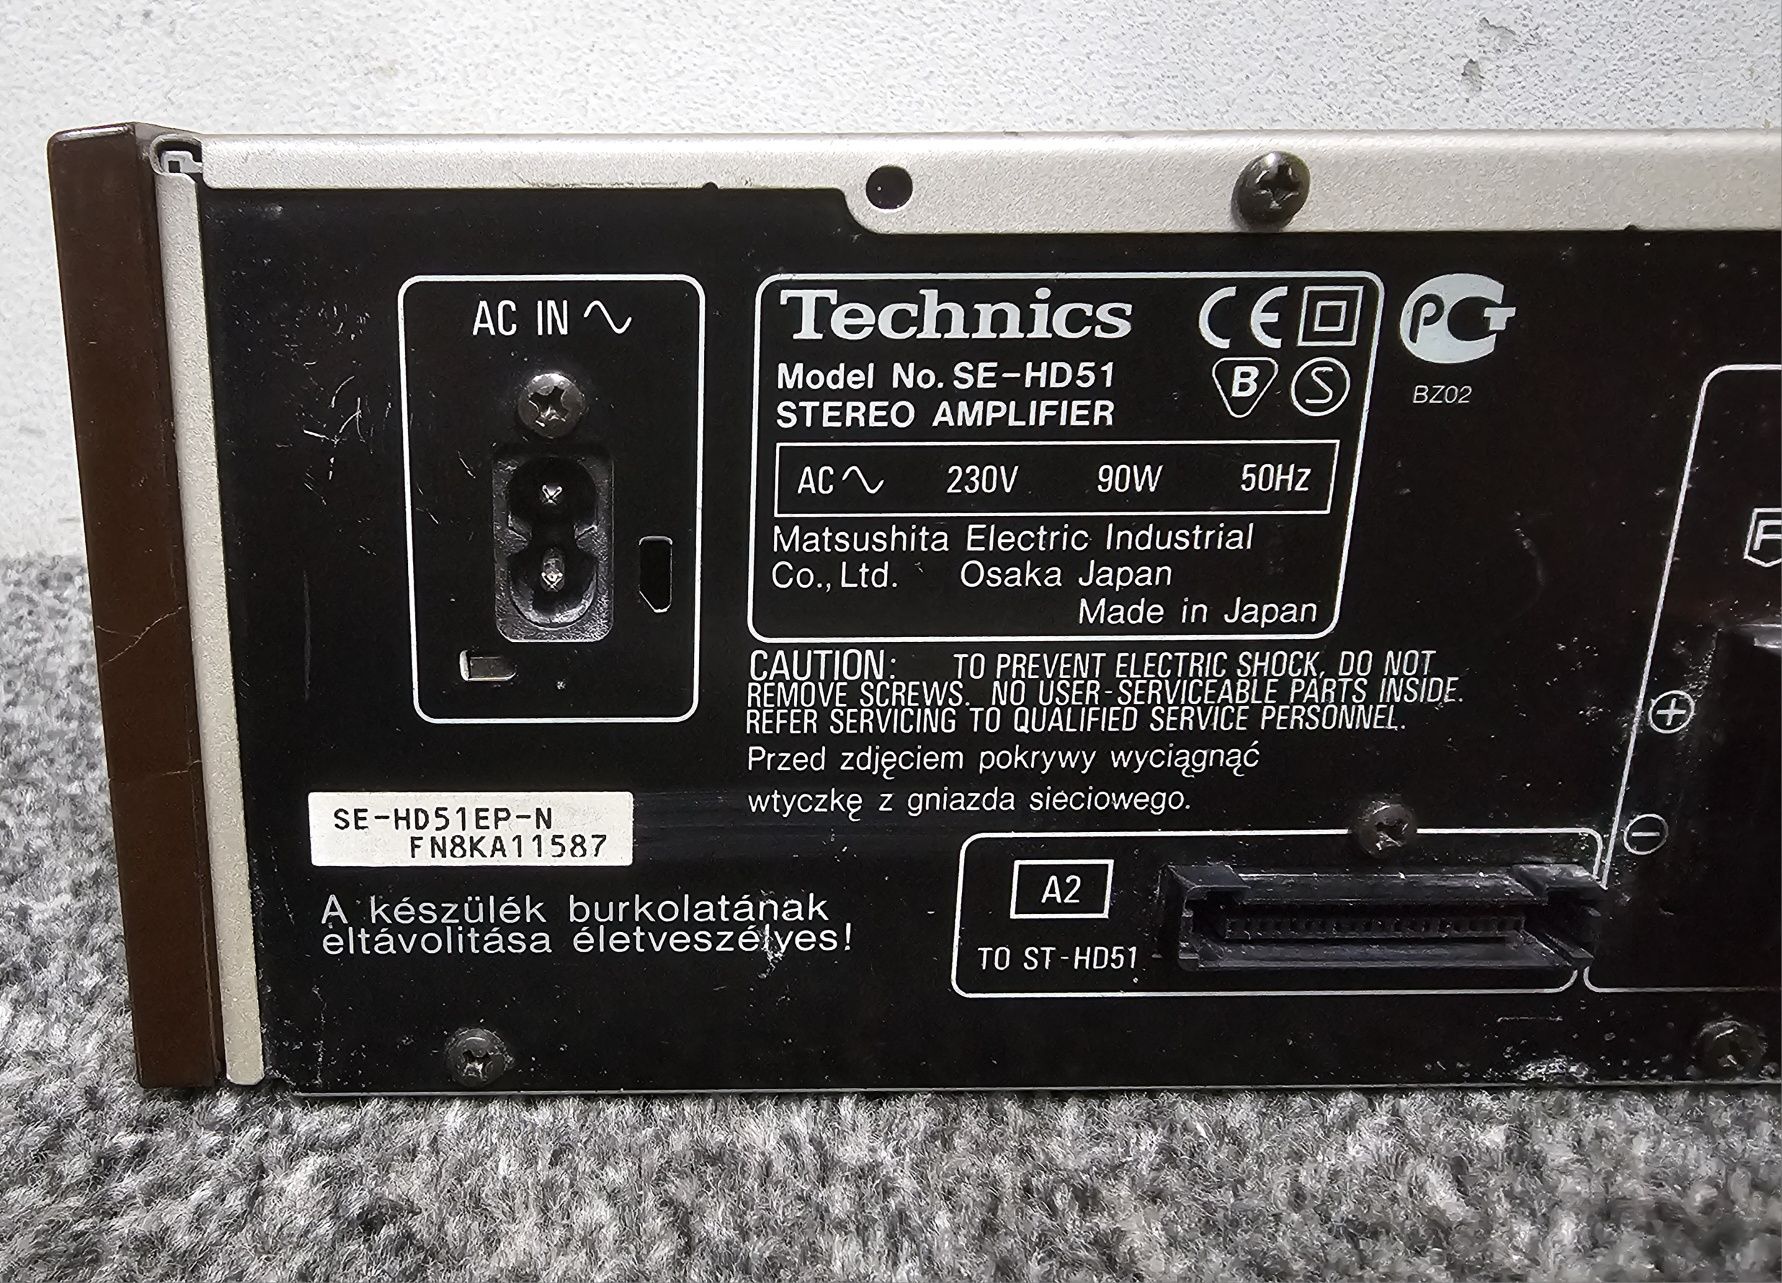 AC IN
Technics
CE
Model No. SE-HD51
B S
PCT
STEREO AMPLIFIER
BZ02
AC 230V 90W 50Hz
Matsushita Electric Industrial
Co., Ltd. Osaka Japan
Made in Japan
CAUTION: TO PREVENT ELECTRIC SHOCK, DO NOT
REMOVE SCREWS. NO USER-SERVICEABLE PARTS INSIDE.
REFER SERVICING TO QUALIFIED SERVICE PERSONNEL.
Przed zdjęciem pokrywy wyciągnąć
wtyczkę z gniazda sieciowego.
SE-HD51EP-N
FN8KA11587
A készülék burkolatának
eltávolitása életveszélyes!
A2
TO ST-HD51
+
−